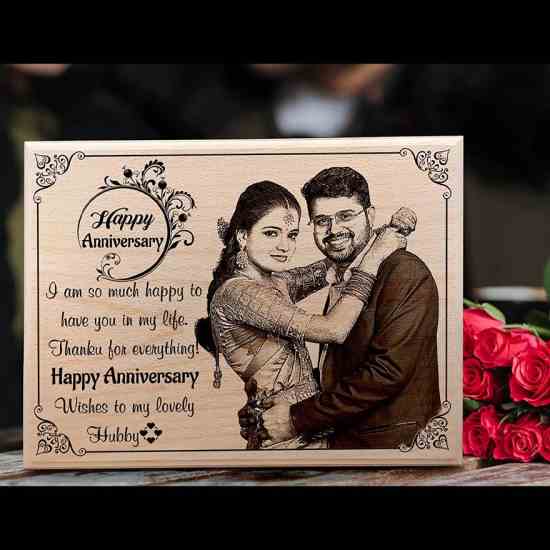 Happy
Anniversary
I am so much happy to
have you in my life.
Thanku for everything!
Happy Anniversary
Wishes to my lovely
Hubby